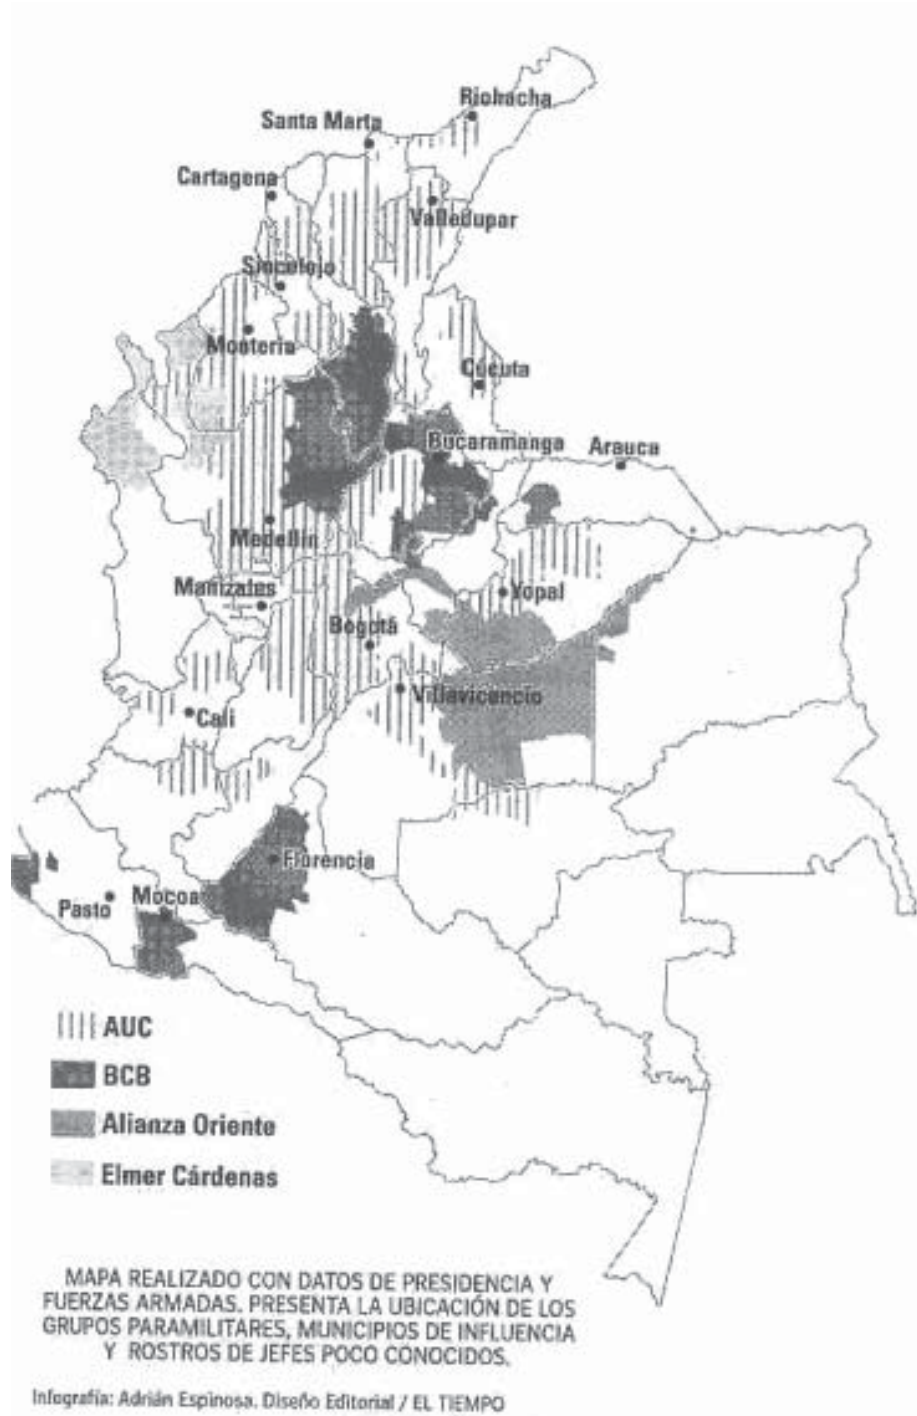 Riohacha
Santa Marta
Cartagena
Valledupar
Sincelejo
Montería
Cúcuta
Bucaramanga
Arauca
Medellín
Manizales
Yopal
Bogotá
Villavicencio
Cali
Florencia
Mocoa
Pasto
AUC
BCB
Alianza Oriente
Elmer Cárdenas
MAPA REALIZADO CON DATOS DE PRESIDENCIA Y
FUERZAS ARMADAS. PRESENTA LA UBICACIÓN DE LOS
GRUPOS PARAMILITARES, MUNICIPIOS DE INFLUENCIA
Y ROSTROS DE JEFES POCO CONOCIDOS.
Infografía: Adrián Espinosa. Diseño Editorial / EL TIEMPO